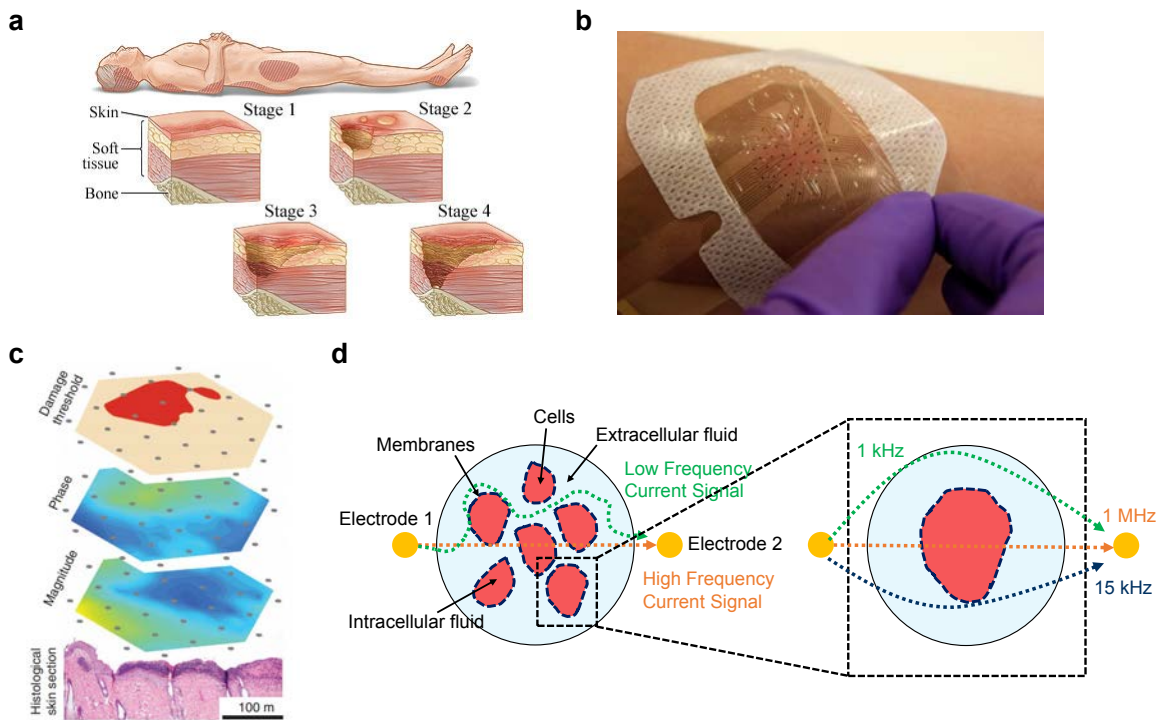 a
Skin
Soft
tissue
Bone
Stage 1
Stage 2
Stage 3
Stage 4
b
c
Damage
threshold
Phase
Magnitude
Histological
skin section
100 m
d
Cells
Membranes
Extracellular fluid
Low Frequency
Current Signal
Electrode 1
Electrode 2
High Frequency
Current Signal
Intracellular fluid
1 kHz
1 MHz
15 kHz